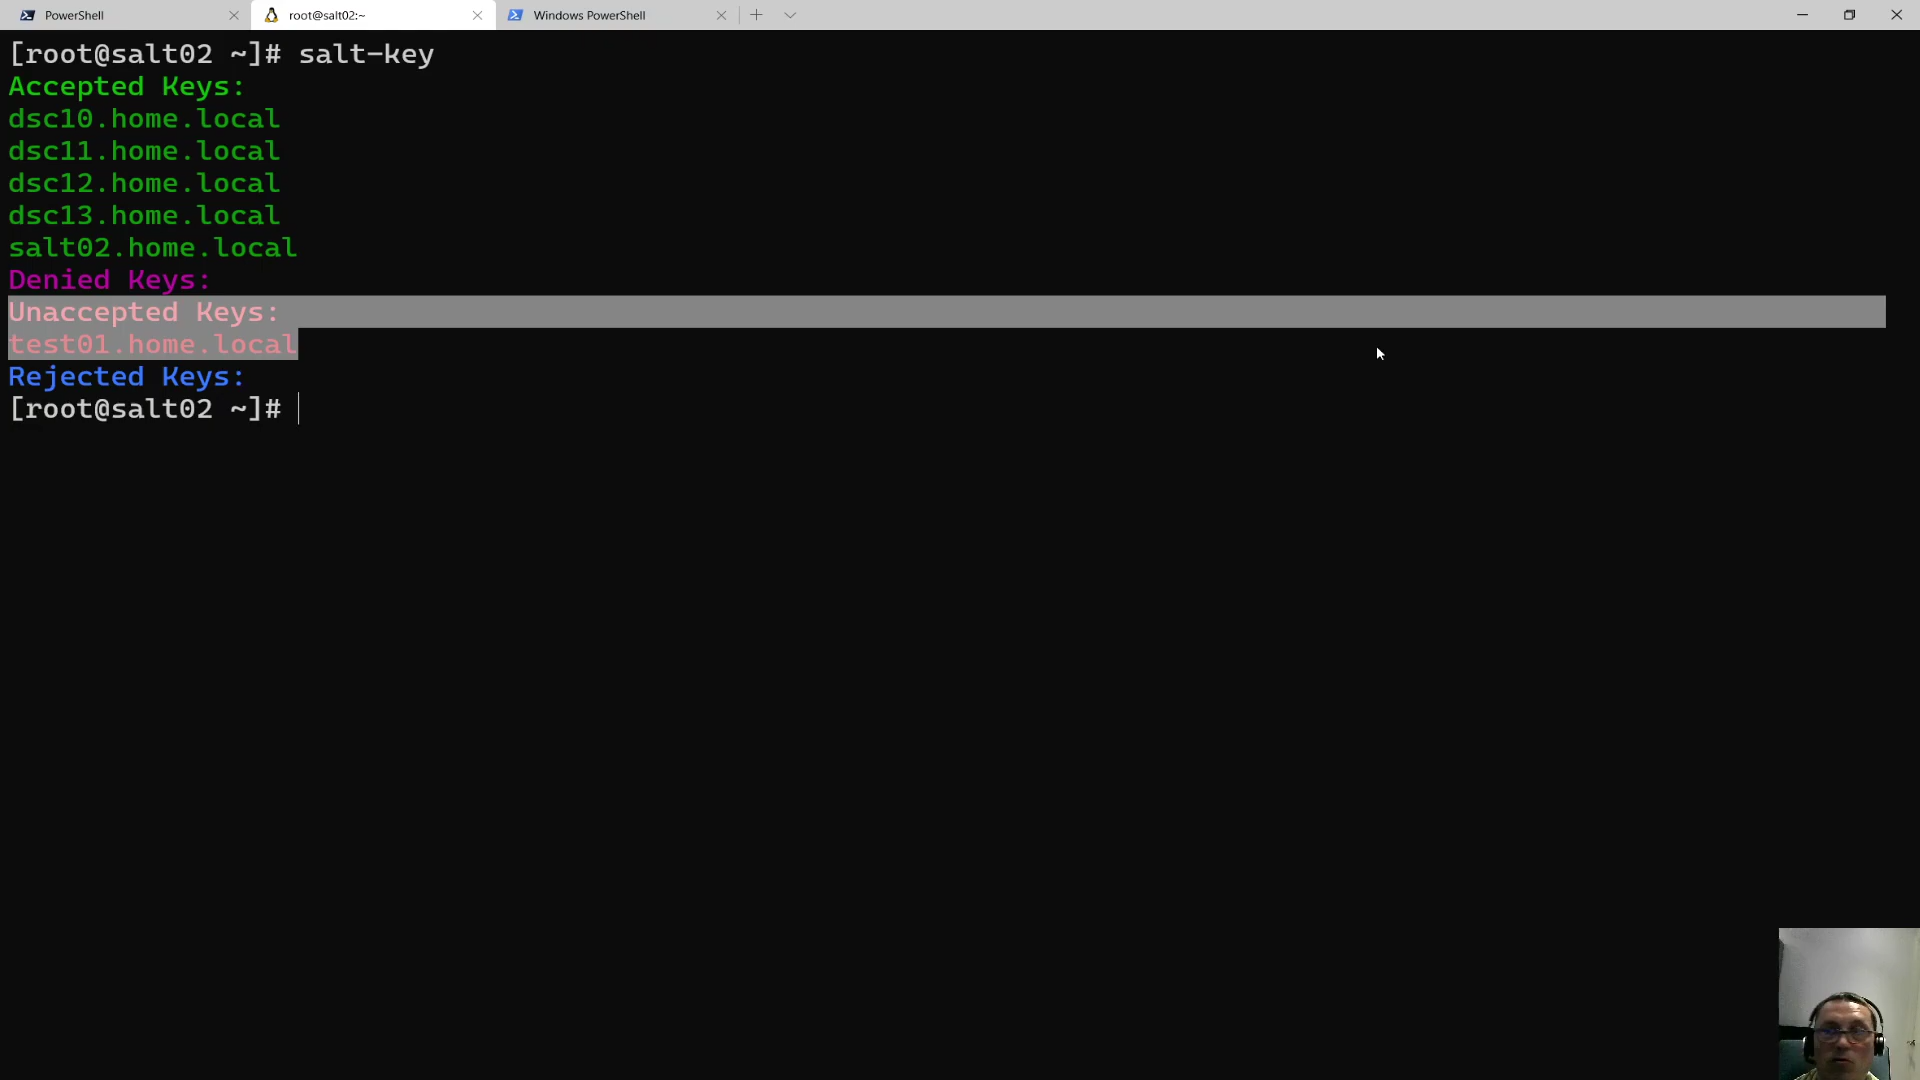 PowerShell
root@salt02:~
Windows PowerShell
[root@salt02 ~]# salt-key
Accepted Keys:
dsc10.home.local
dsc11.home.local
dsc12.home.local
dsc13.home.local
salt02.home.local
Denied Keys:
Unaccepted Keys:
test01.home.local
Rejected Keys:
[root@salt02 ~]#